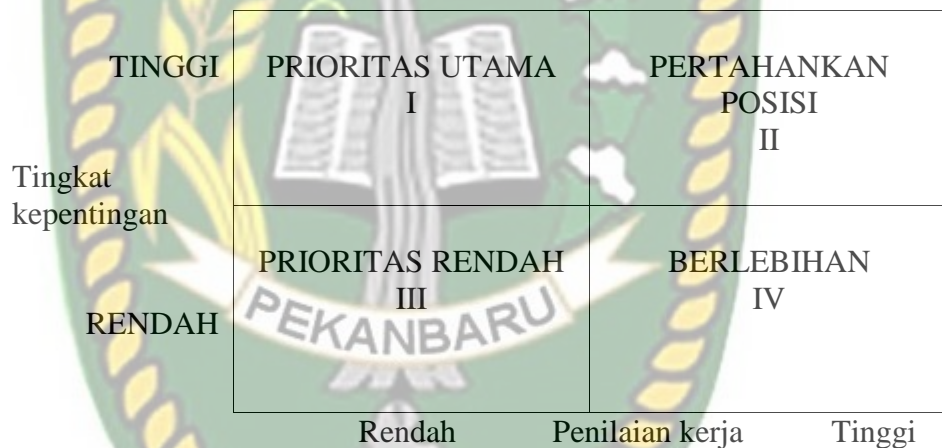 TINGGI PRIORITAS UTAMA PERTAHANKAN
I POSISI
II
Tingkat
kepentingan
PRIORITAS RENDAH BERLEBIHAN
III IV
RENDAH
PEKANBARU
Rendah Penilaian kerja Tinggi